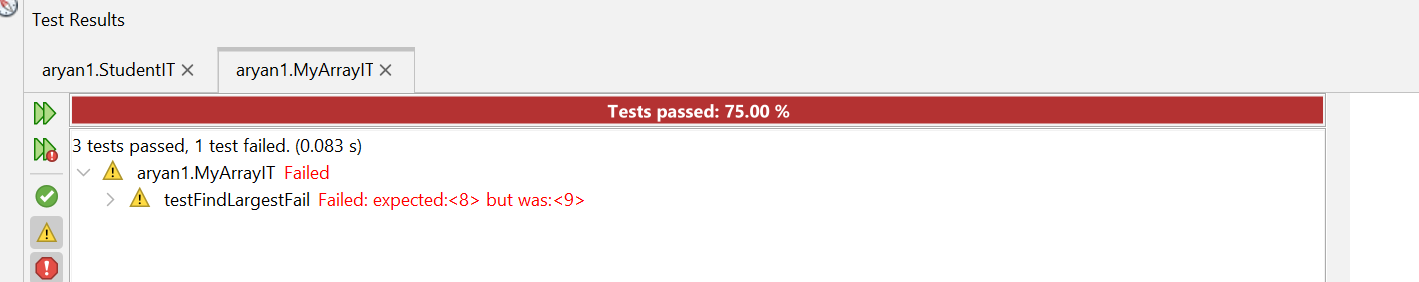 Test Results
aryan1.StudentIT aryan1.MyArrayIT
Tests passed: 75.00 %
3 tests passed, 1 test failed. (0.083 s)
aryan1.MyArrayIT Failed
testFindLargestFail Failed: expected:<8> but was:<9>